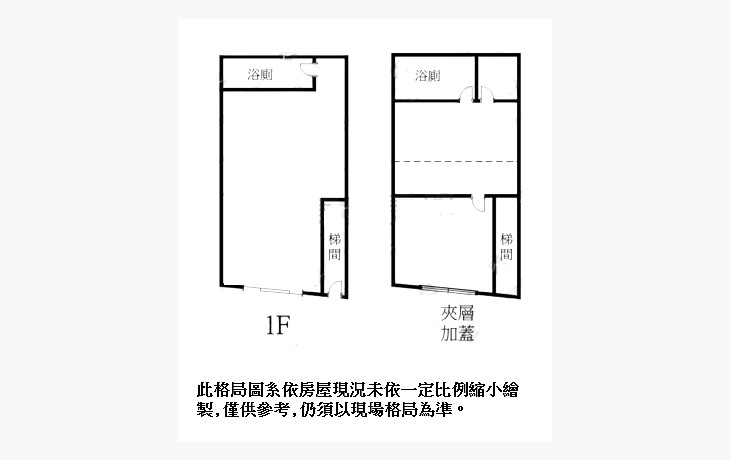 浴廁
浴廁
梯間
梯間
1F
夾層
加蓋
此格局圖系依房屋現況未依一定比例縮小繪
製,僅供參考,仍須以現場格局為準。